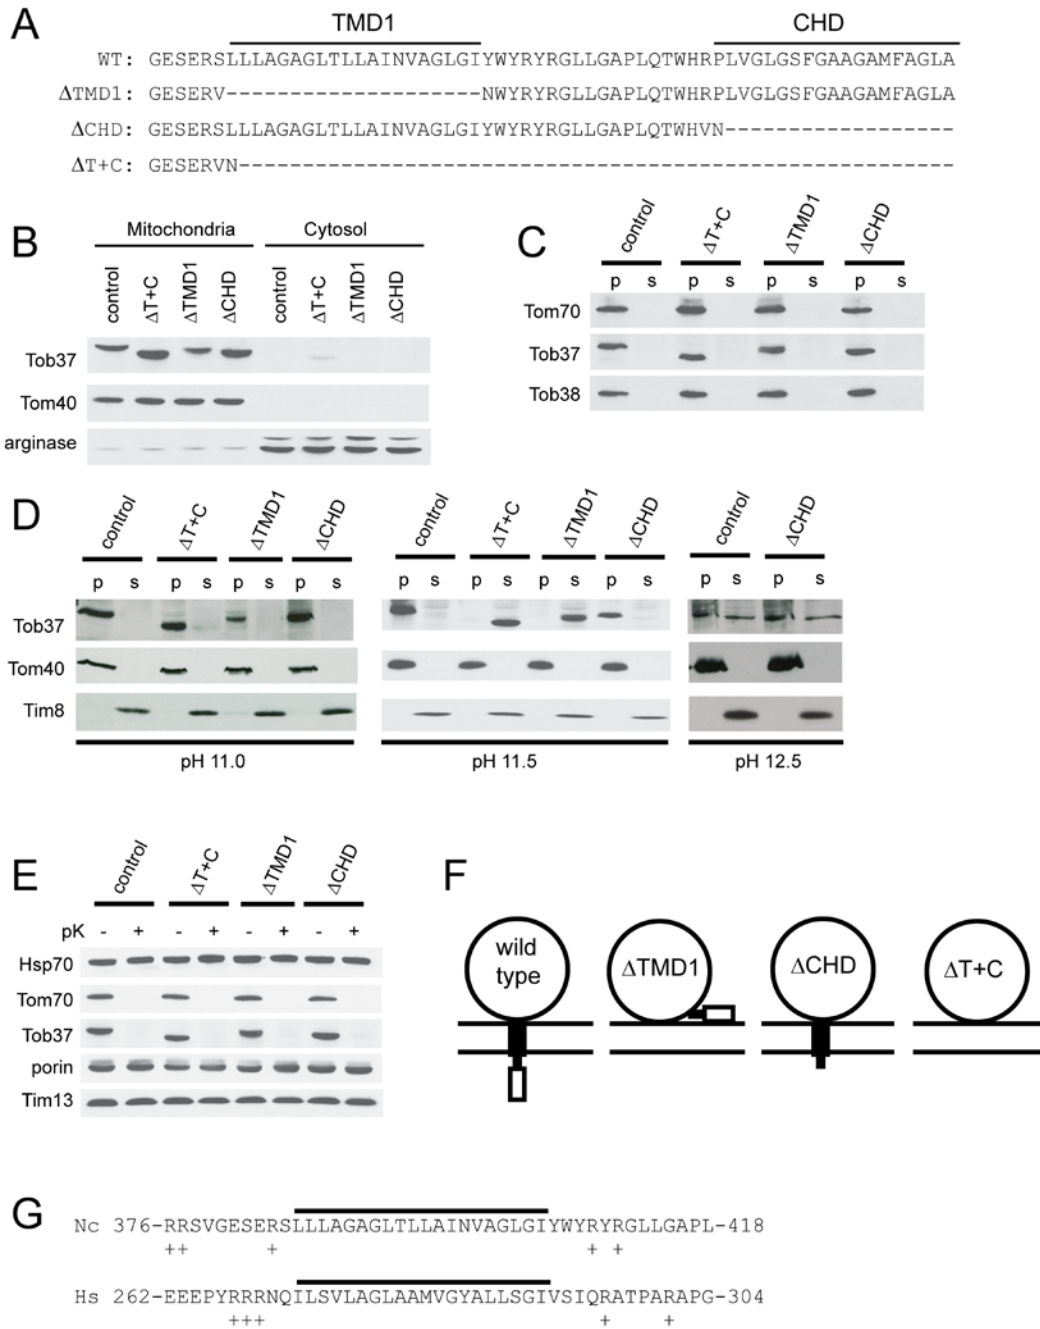 A
TMD1 CHD
WT: GESERSLLLAGAGLTLLAINVAGLGIYWYRYRGLLGAPLQTWHRPLVGLGSFGAAGAMFAGLA
ΔTMD1: GESERV--------------------NWYRYRGLLGAPLQTWHRPLVGLGSFGAAGAMFAGLA
ΔCHD: GESERSLLLAGAGLTLLAINVAGLGIYWYRYRGLLGAPLQTWHVN------------------
ΔT+C: GESERVN--------------------------------------------------------
B
Mitochondria Cytosol
control ΔT+C ΔTMD1 ΔCHD control ΔT+C ΔTMD1 ΔCHD
Tob37
Tom40
arginase
C
control ΔT+C ΔTMD1 ΔCHD
p s p s p s p s
Tom70
Tob37
Tob38
D
control ΔT+C ΔTMD1 ΔCHD control ΔT+C ΔTMD1 ΔCHD control ΔCHD
p s p s p s p s p s p s p s p s p s p s
Tob37
Tom40
Tim8
pH 11.0 pH 11.5 pH 12.5
E
control ΔT+C ΔTMD1 ΔCHD
pK - + - + - + - +
Hsp70
Tom70
Tob37
porin
Tim13
F
wild
type
ΔTMD1 ΔCHD ΔT+C
G
Nc 376-RRSVGESERSLLLAGAGLTLLAINVAGLGIYWYRYRGLLGAPL-418
++ + + +
Hs 262-EEEPYRRRNQILSVLAGLAAMVGYALLSGIVSIQRATPARAPG-304
+++ + +